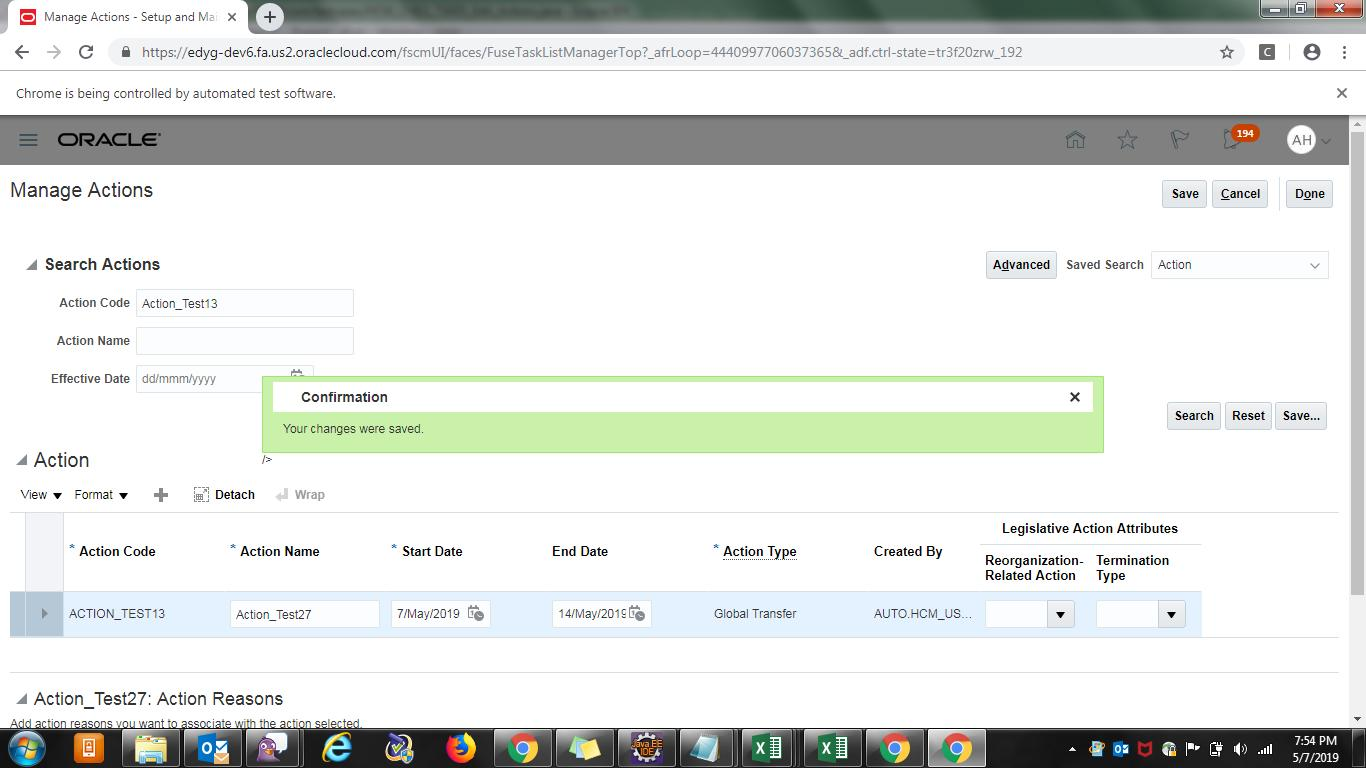 Manage Actions - Setup and Mai
https://edyg-dev6.fa.us2.oraclecloud.com/fscmUI/faces/FuseTaskListManagerTop?_afrLoop=44409977060373365&_adf.ctrl-state=tr3f20zrw_192
C
Chrome is being controlled by automated test software.
ORACLE
194
AH
Manage Actions
Save
Cancel
Done
Search Actions
Advanced
Saved Search
Action
Action Code
Action_Test13
Action Name
Effective Date
dd/mmm/yyyy
Confirmation
Your changes were saved.
/>
Search
Reset
Save...
Action
View
Format
Detach
Wrap
Legislative Action Attributes
* Action Code
* Action Name
* Start Date
End Date
* Action Type
Created By
Reorganization-
Related Action
Termination
Type
ACTION_TEST13
Action_Test27
7/May/2019
14/May/2019
Global Transfer
AUTO.HCM_US...
Action_Test27: Action Reasons
Add action reasons you want to associate with the action selected.
Java EE
IDE
7:54 PM
5/7/2019